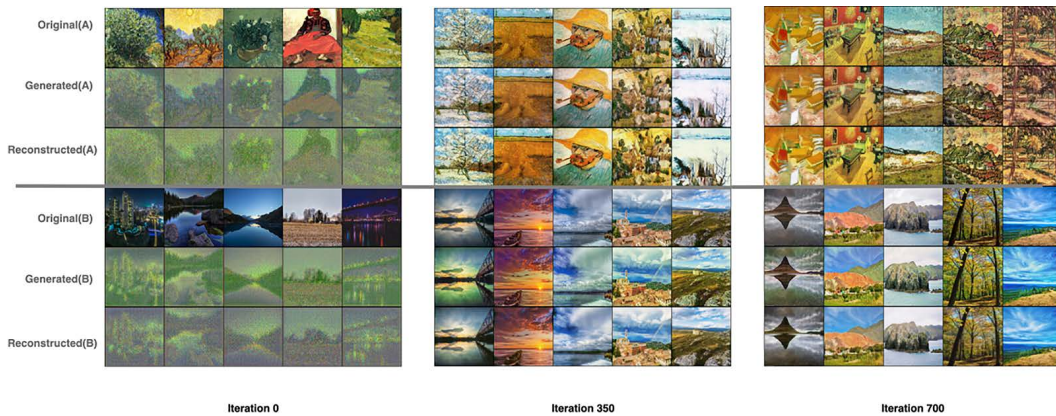 Original(A)
Generated(A)
Reconstructed(A)
Original(B)
Generated(B)
Reconstructed(B)
Iteration 0
Iteration 350
Iteration 700